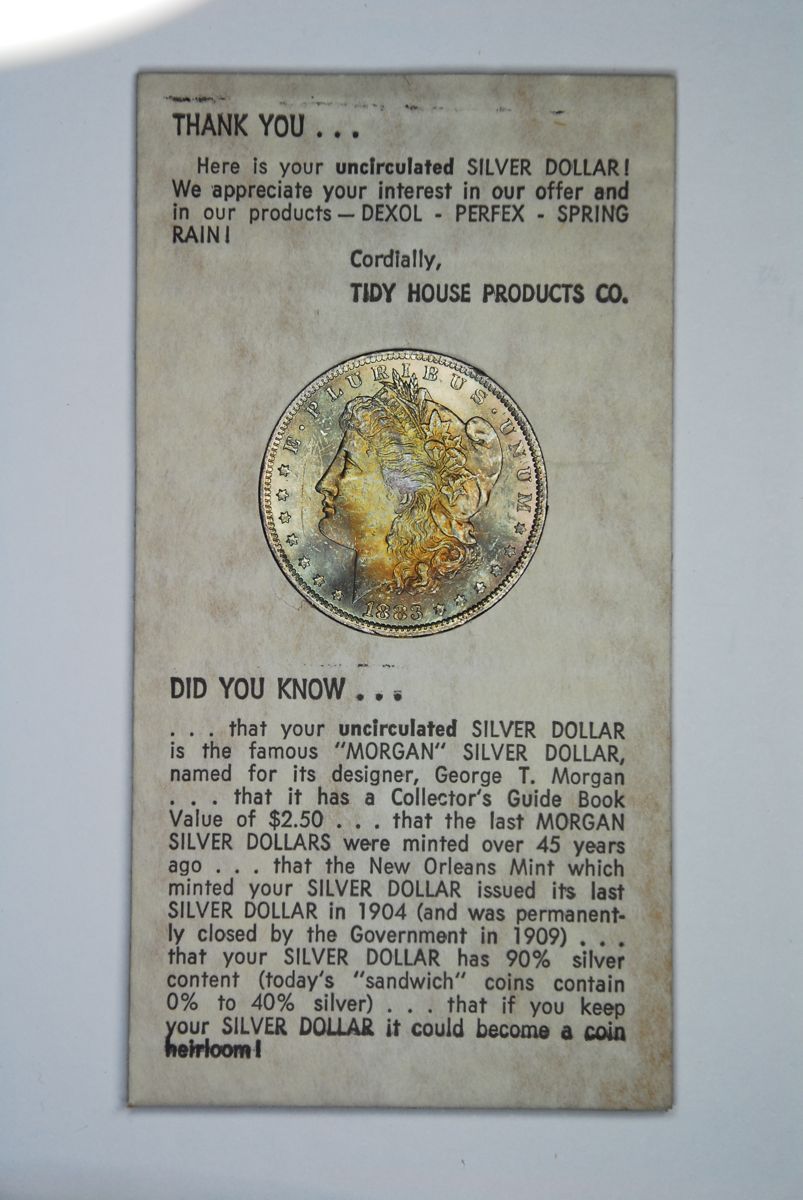 THANK YOU . . .
Here is your uncirculated SILVER DOLLAR!
We appreciate your interest in our offer and
in our products — DEXOL - PERFEX - SPRING
RAIN!
Cordially,
TIDY HOUSE PRODUCTS CO.
E · PLURIBUS · UNUM
1883
DID YOU KNOW . . .
. . . that your uncirculated SILVER DOLLAR
is the famous "MORGAN" SILVER DOLLAR,
named for its designer, George T. Morgan
. . . that it has a Collector's Guide Book
Value of $2.50 . . . that the last MORGAN
SILVER DOLLARS were minted over 45 years
ago . . . that the New Orleans Mint which
minted your SILVER DOLLAR issued its last
SILVER DOLLAR in 1904 (and was permanent-
ly closed by the Government in 1909) . . .
that your SILVER DOLLAR has 90% silver
content (today's "sandwich" coins contain
0% to 40% silver) . . . that if you keep
your SILVER DOLLAR it could become a coin
heirloom!